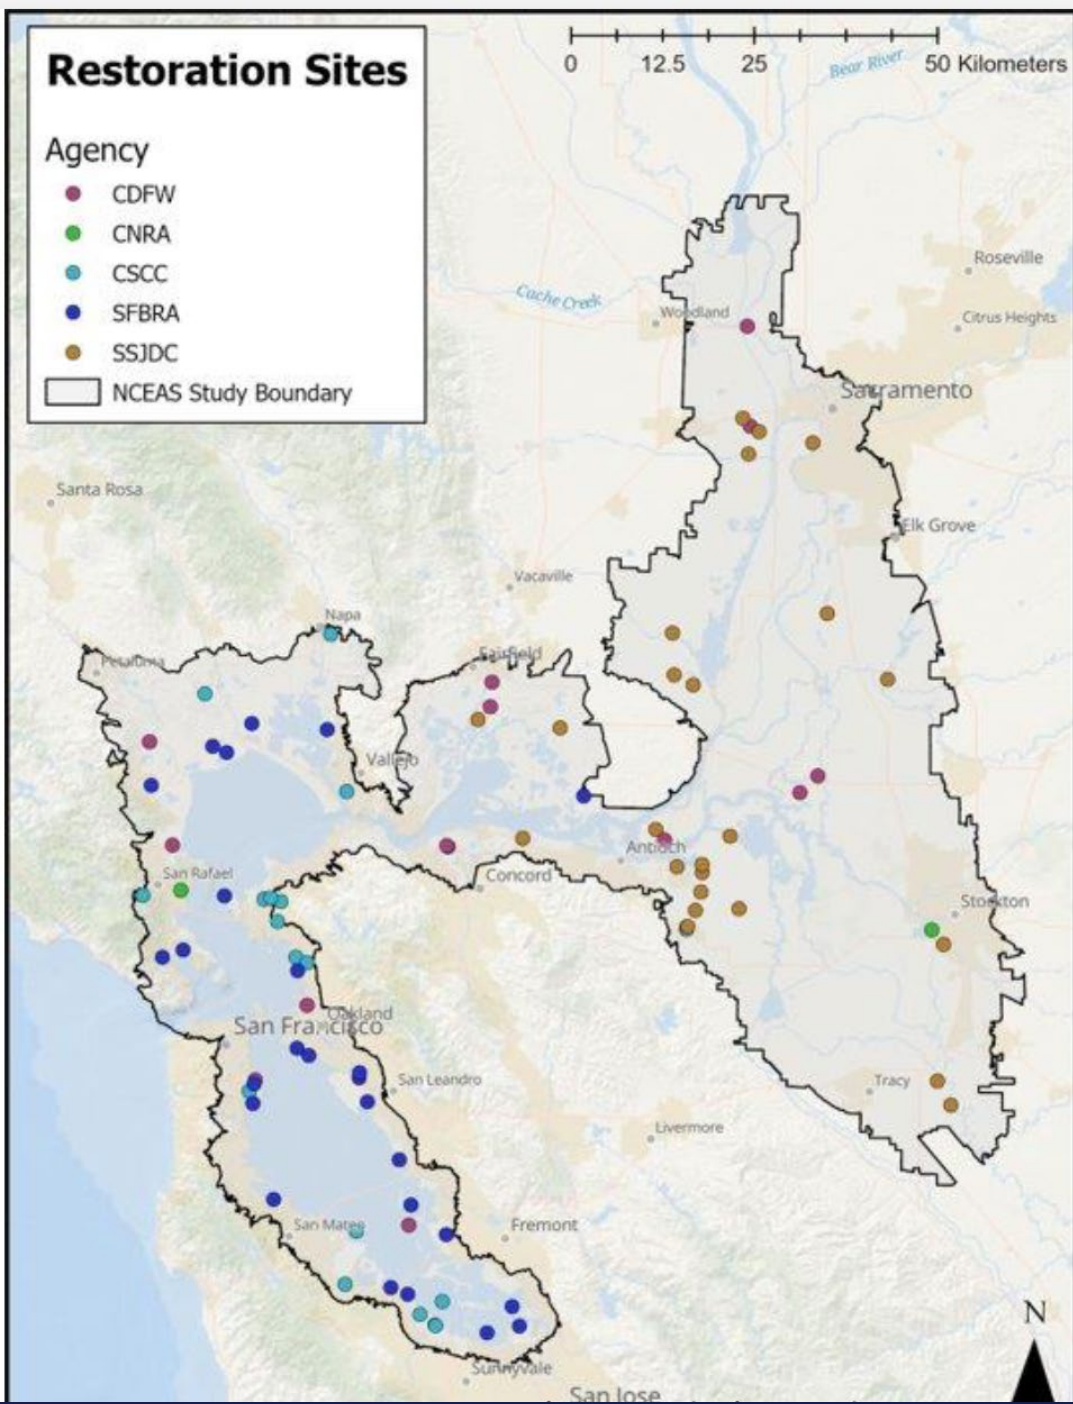 Restoration Sites
Agency
CDFW
CNRA
CSCC
SFBRA
SSJDC
NCEAS Study Boundary
0 12.5 25 50 Kilometers
Bear River
Roseville
Cache Creek
Woodland
Citrus Heights
Sacramento
Santa Rosa
Elk Grove
Vacaville
Napa
Petaluma
Fairfield
Vallejo
Antioch
San Rafael
Concord
Stockton
Oakland
San Francisco
San Leandro
Tracy
Livermore
San Mateo
Fremont
N
Sunnyvale
San Jose